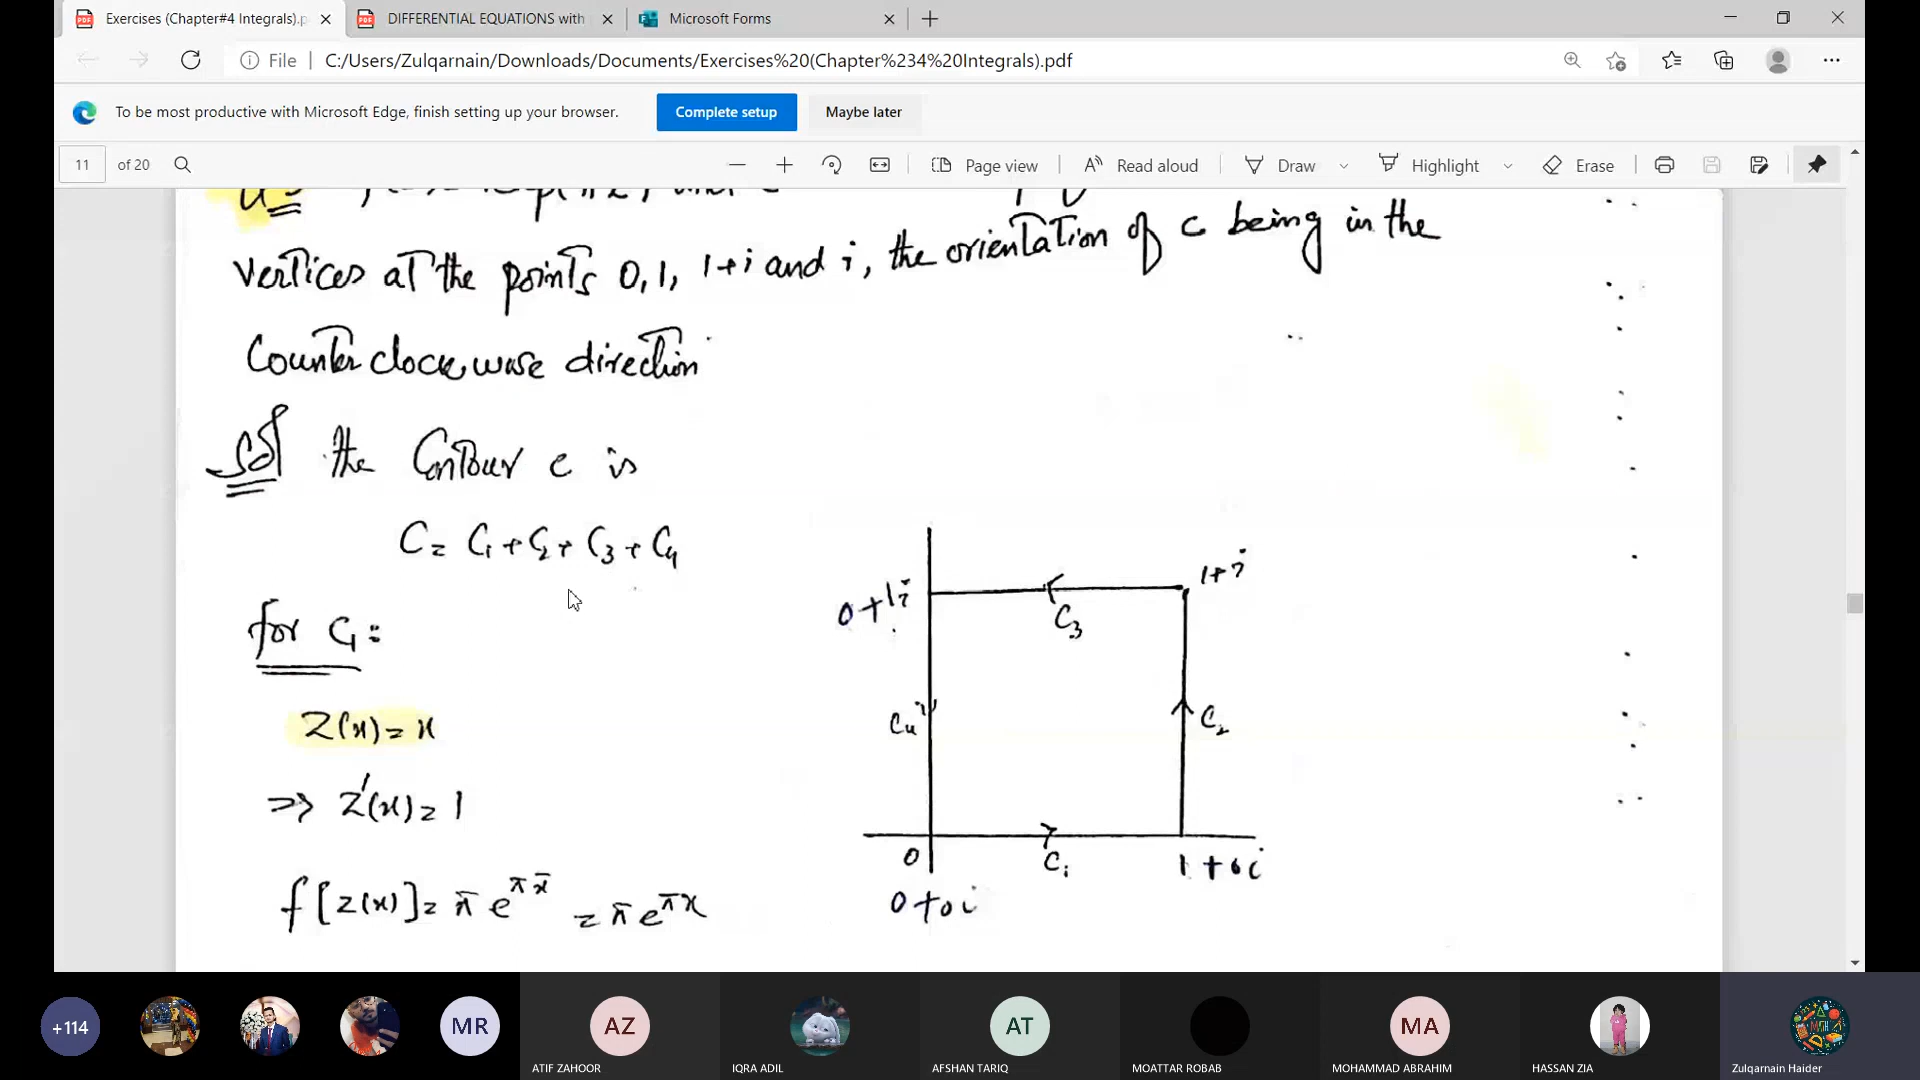 Exercises (Chapter#4 Integrals).p
DIFFERENTIAL EQUATIONS with
Microsoft Forms
File
C:/Users/Zulqarnain/Downloads/Documents/Exercises%20(Chapter%234%20Integrals).pdf
To be most productive with Microsoft Edge, finish setting up your browser.
Complete setup
Maybe later
11 of 20
Page view
Read aloud
Draw
Highlight
Erase
vertices at the points 0, 1, 1+i and i, the orientation of C being in the
Counter clock wise direction
Sol the Contour C is
C = C1 + C2 + C3 + C4
for C1:
Z(x) = x
=> Z'(x) = 1
f[Z(x)] = π e^πx̄ = π e^πx
0+1i
1+i
C3
C4
C2
0
C1
1+0i
0+0i
+114
MR
AZ
AT
MA
ATIF ZAHOOR
IQRA ADIL
AFSHAN TARIQ
MOATTAR ROBAB
MOHAMMAD ABRAHIM
HASSAN ZIA
Zulqarnain Haider